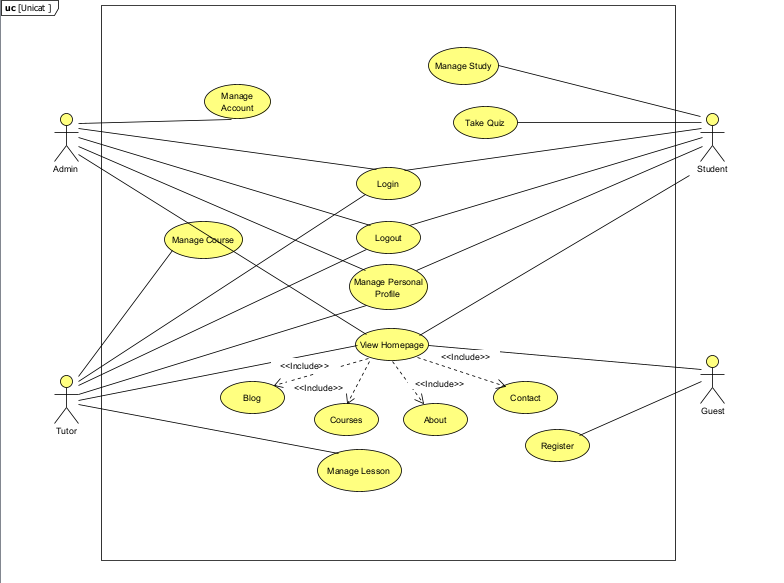 uc [Unicat ]
Manage Study
Manage
Account
Take Quiz
Admin
Student
Login
Logout
Manage Course
Manage Personal
Profile
View Homepage
<<Include>>
<<Include>>
<<Include>>
<<Include>>
Blog
Contact
Courses
About
Tutor
Guest
Register
Manage Lesson